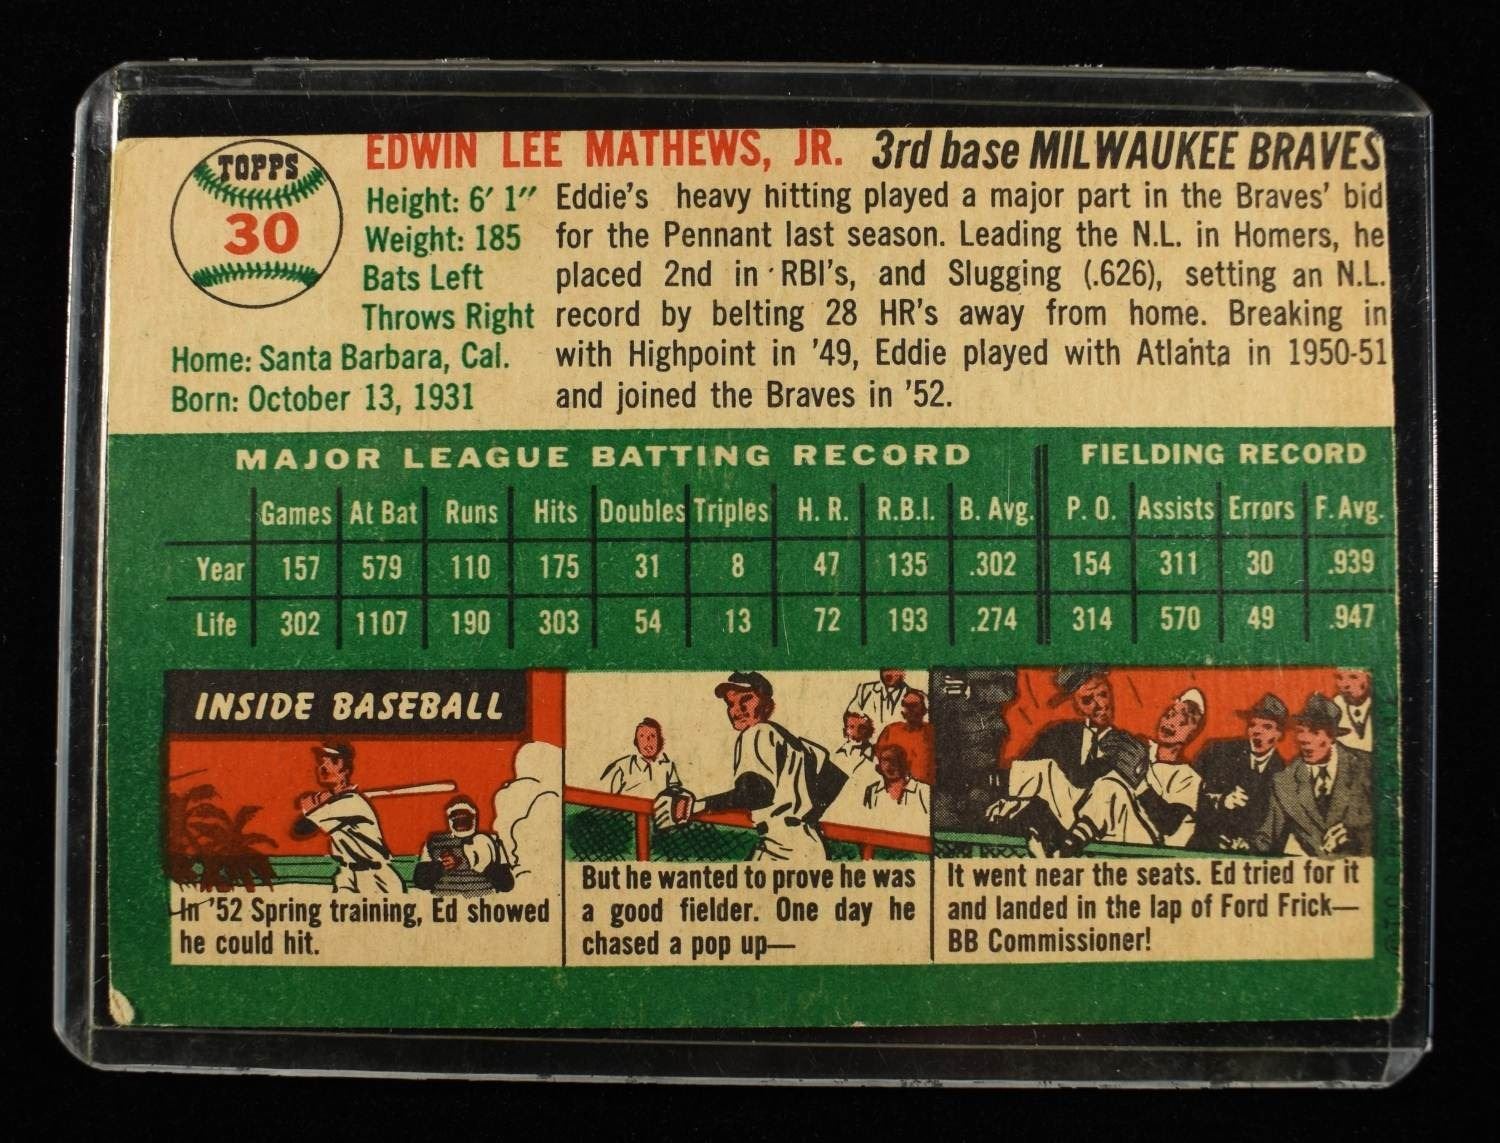 TOPPS
30
EDWIN LEE MATHEWS, JR. 3rd base MILWAUKEE BRAVES
Height: 6' 1"
Weight: 185
Bats Left
Throws Right
Home: Santa Barbara, Cal.
Born: October 13, 1931
Eddie's heavy hitting played a major part in the Braves' bid
for the Pennant last season. Leading the N.L. in Homers, he
placed 2nd in RBI's, and Slugging (.626), setting an N.L.
record by belting 28 HR's away from home. Breaking in
with Highpoint in '49, Eddie played with Atlanta in 1950-51
and joined the Braves in '52.
MAJOR LEAGUE BATTING RECORD FIELDING RECORD
Games At Bat Runs Hits Doubles Triples H. R. R.B.I. B. Avg. P. O. Assists Errors F. Avg.
Year 157 579 110 175 31 8 47 135 .302 154 311 30 .939
Life 302 1107 190 303 54 13 72 193 .274 314 570 49 .947
INSIDE BASEBALL
In '52 Spring training, Ed showed
he could hit.
But he wanted to prove he was
a good fielder. One day he
chased a pop up—
It went near the seats. Ed tried for it
and landed in the lap of Ford Frick—
BB Commissioner!